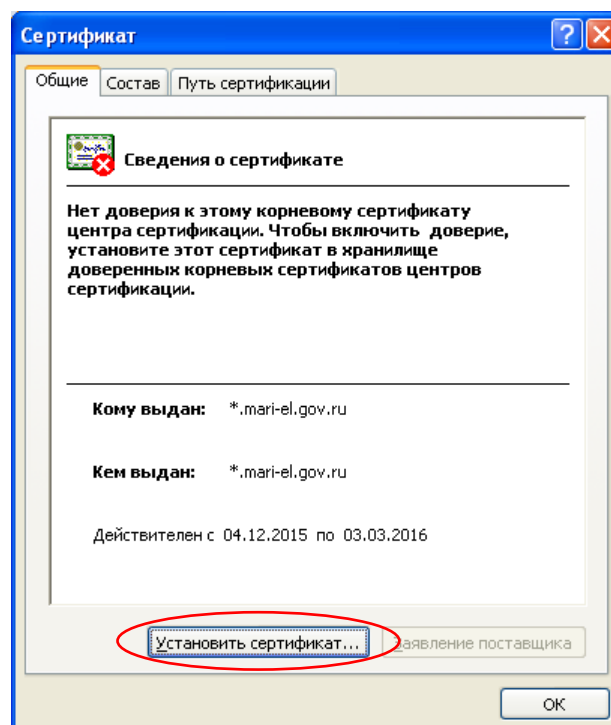 Сертификат
Общие Состав Путь сертификации
Сведения о сертификате
Нет доверия к этому корневому сертификату
центра сертификации. Чтобы включить доверие,
установите этот сертификат в хранилище
доверенных корневых сертификатов центров
сертификации.
Кому выдан: *.mari-el.gov.ru
Кем выдан: *.mari-el.gov.ru
Действителен с 04.12.2015 по 03.03.2016
Установить сертификат... Заявление поставщика
ОК